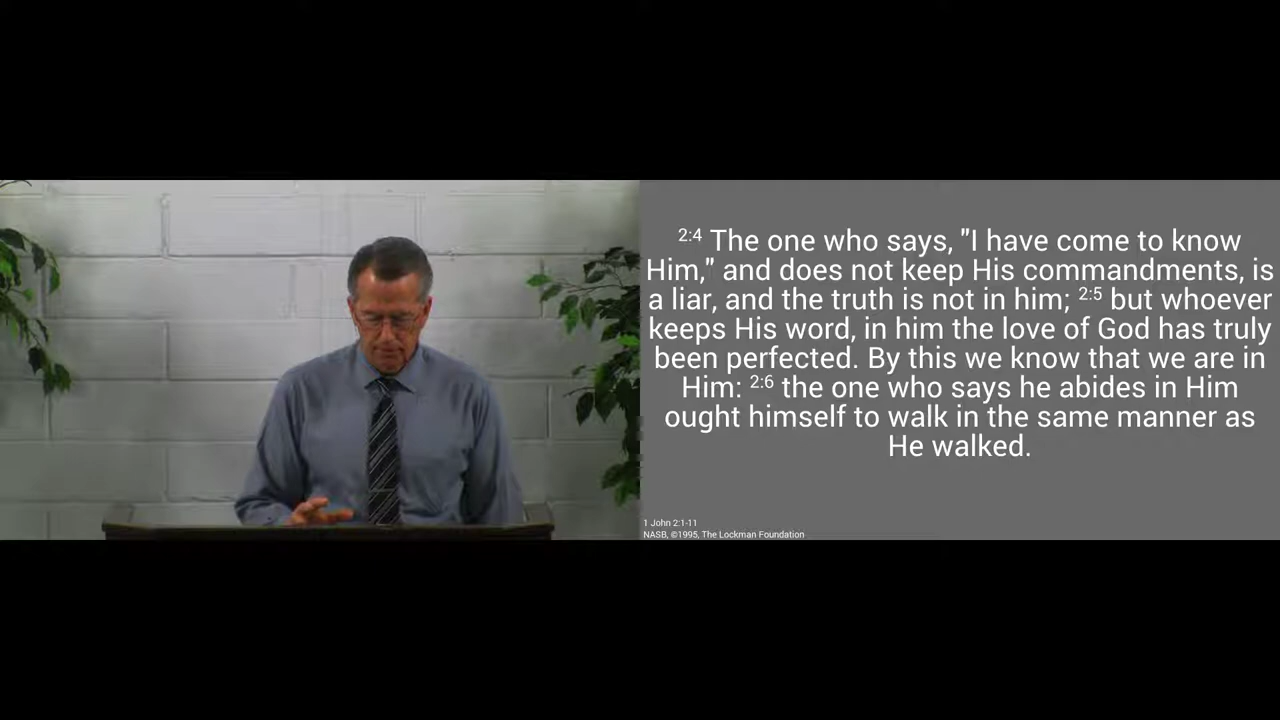 2:4 The one who says, "I have come to know
Him," and does not keep His commandments, is
a liar, and the truth is not in him; 2:5 but whoever
keeps His word, in him the love of God has truly
been perfected. By this we know that we are in
Him: 2:6 the one who says he abides in Him
ought himself to walk in the same manner as
He walked.
1 John 2:1-11
NASB, ©1995, The Lockman Foundation